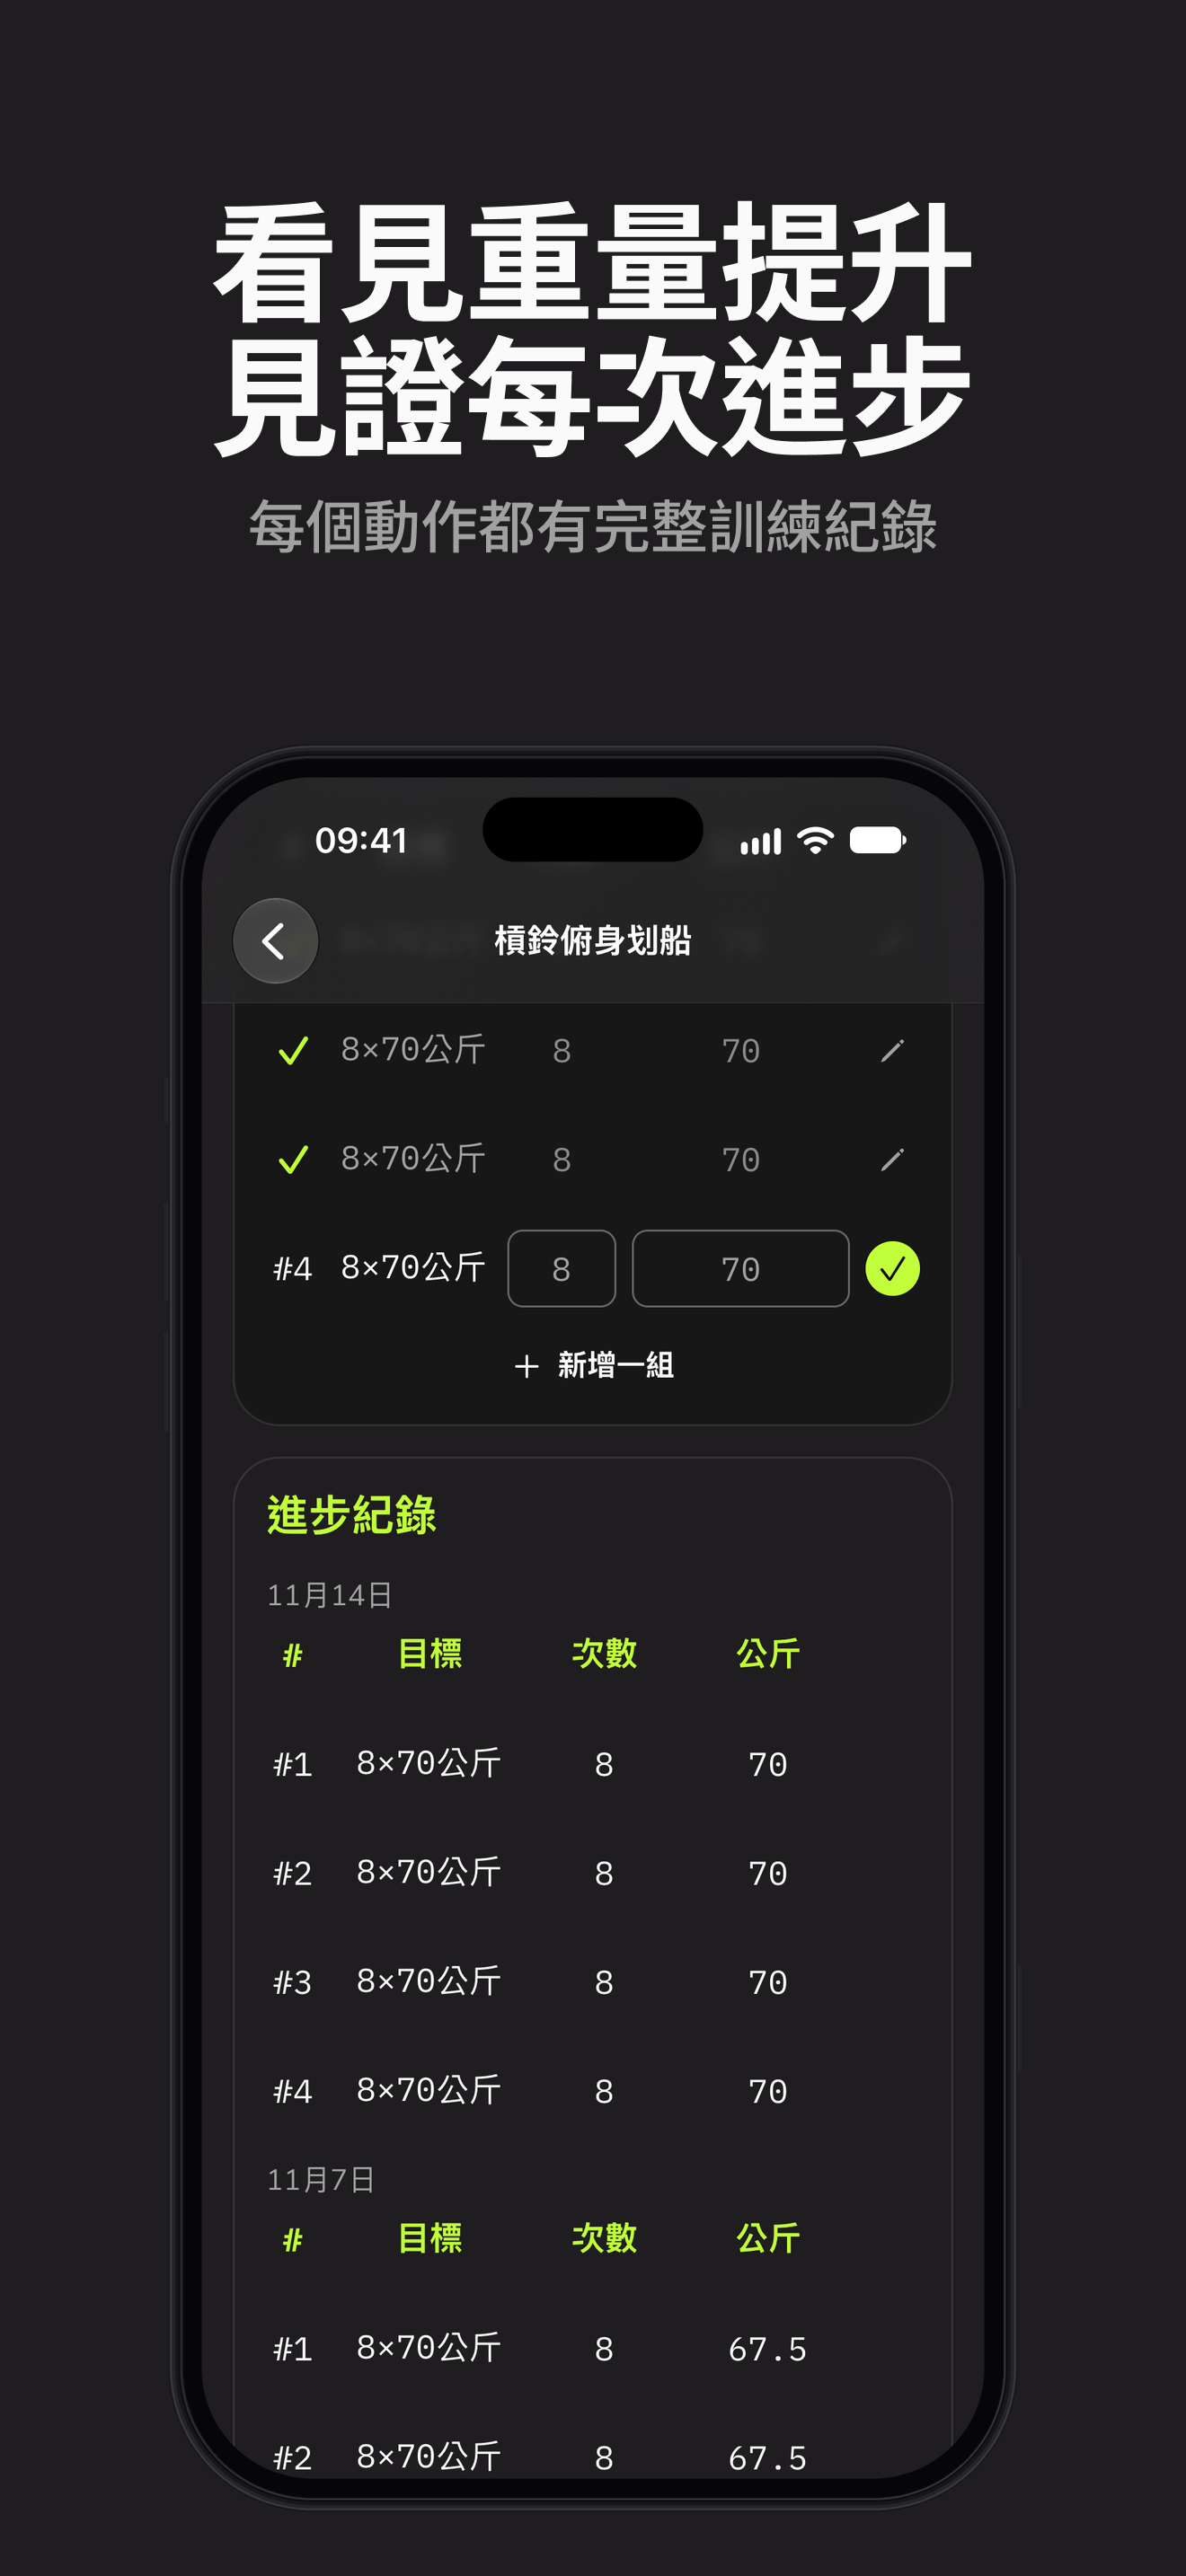 看見重量提升
見證每次進步
每個動作都有完整訓練紀錄
09:41
槓鈴俯身划船
8×70公斤 8 70
8×70公斤 8 70
#4 8×70公斤 8 70
+ 新增一組
進步紀錄
11月14日
# 目標 次數 公斤
#1 8×70公斤 8 70
#2 8×70公斤 8 70
#3 8×70公斤 8 70
#4 8×70公斤 8 70
11月7日
# 目標 次數 公斤
#1 8×70公斤 8 67.5
#2 8×70公斤 8 67.5